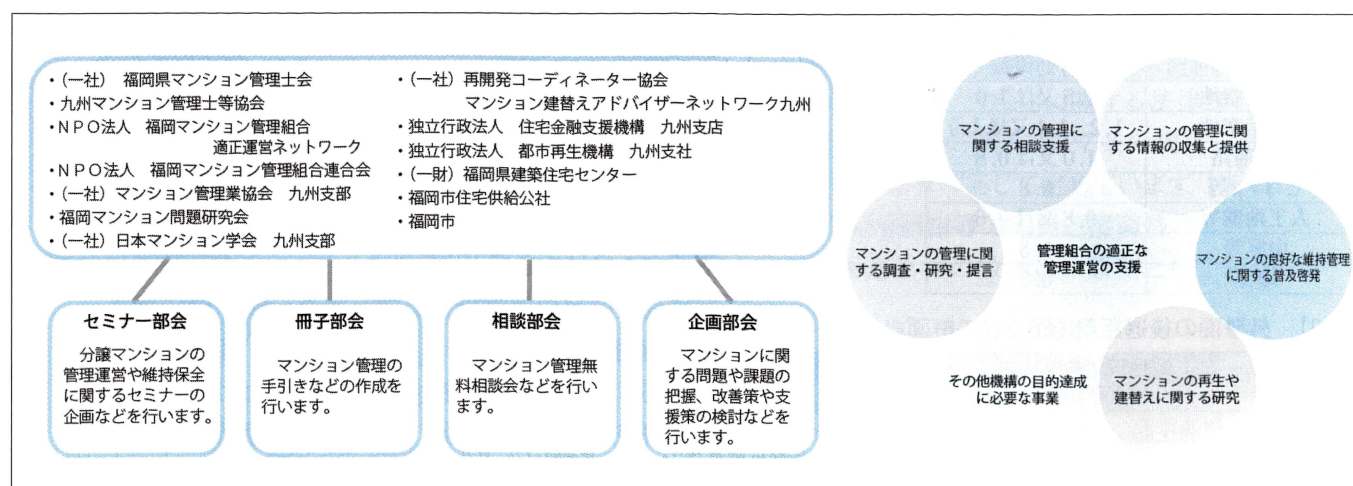 ・（一社）　福岡県マンション管理士会
・九州マンション管理士等協会
・ＮＰＯ法人　福岡マンション管理組合
適正運営ネットワーク
・ＮＰＯ法人　福岡マンション管理組合連合会
・（一社）マンション管理業協会　九州支部
・福岡マンション問題研究会
・（一社）日本マンション学会　九州支部
・（一社）再開発コーディネーター協会
マンション建替えアドバイザーネットワーク九州
・独立行政法人　住宅金融支援機構　九州支店
・独立行政法人　都市再生機構　九州支社
・（一財）福岡県建築住宅センター
・福岡市住宅供給公社
・福岡市
セミナー部会
分譲マンションの
管理運営や維持保全
に関するセミナーの
企画などを行います。
冊子部会
マンション管理の
手引きなどの作成を
行います。
相談部会
マンション管理無
料相談会などを行い
ます。
企画部会
マンションに関
する問題や課題の
把握、改善策や支
援策の検討などを
行います。
マンションの管理に
関する相談支援
マンションの管理に関
する情報の収集と提供
マンションの管理に関
する調査・研究・提言
管理組合の適正な
管理運営の支援
マンションの良好な維持管理
に関する普及啓発
その他機構の目的達成
に必要な事業
マンションの再生や
建替えに関する研究